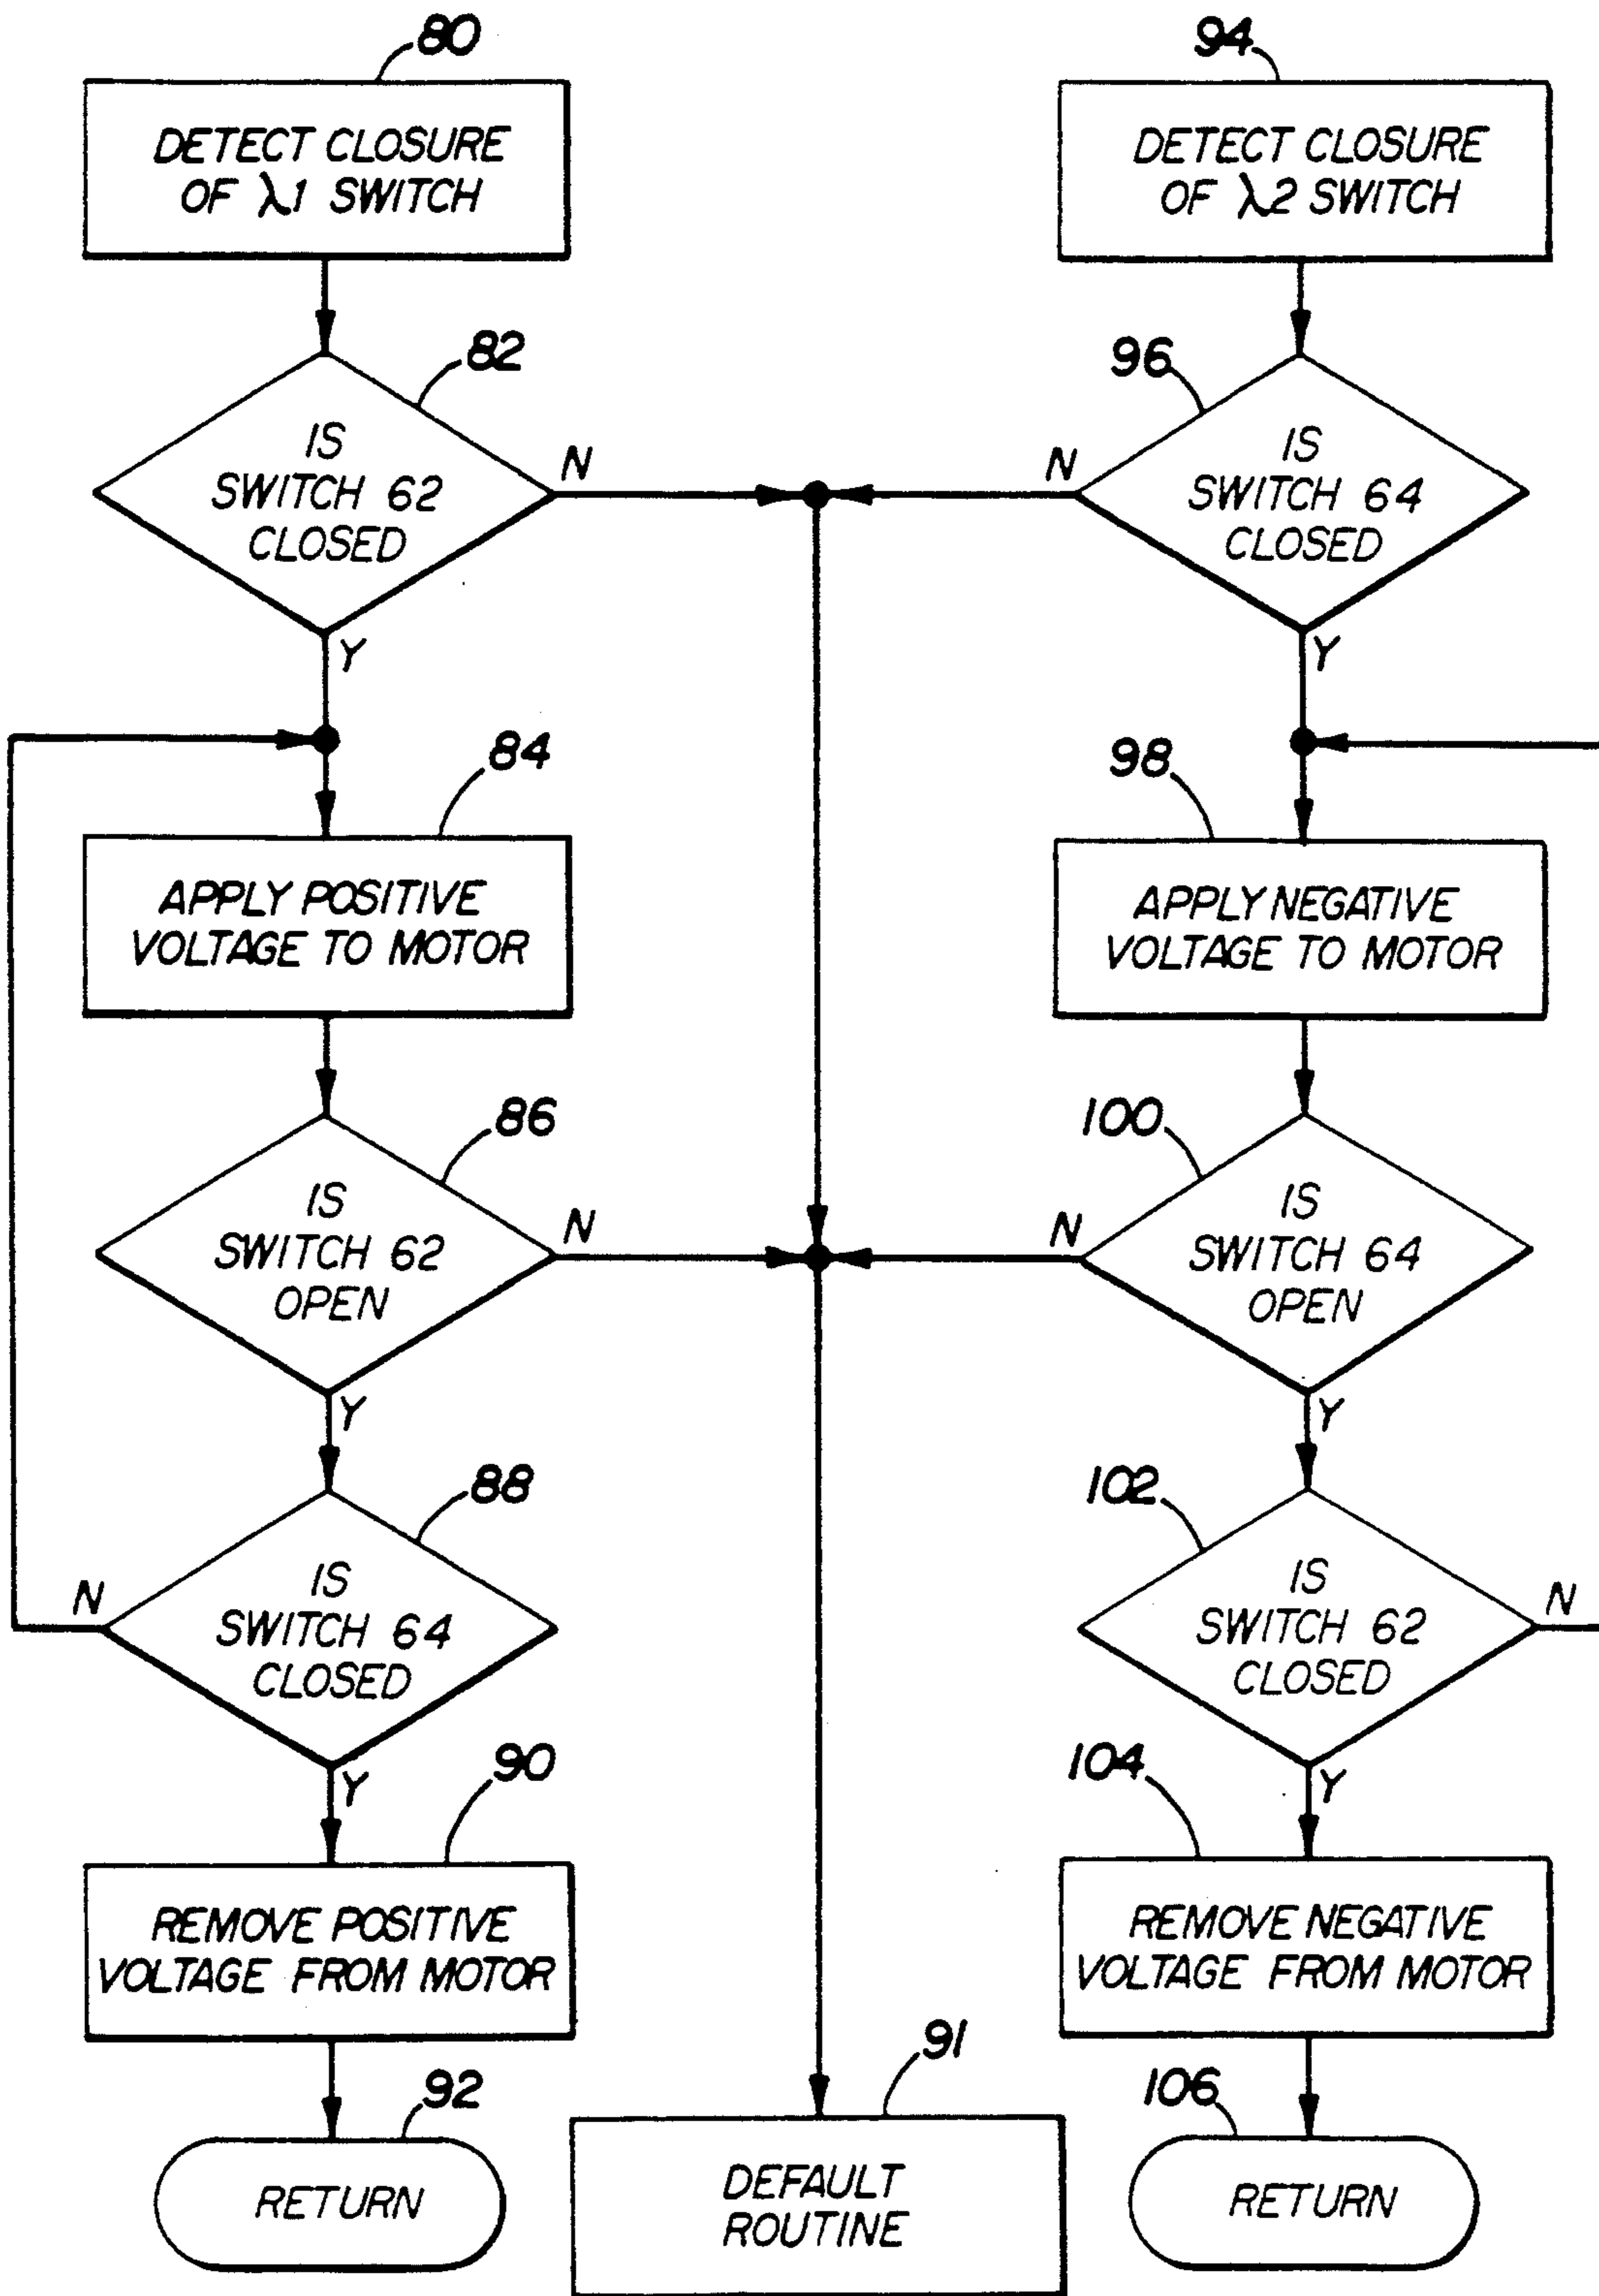 80
DETECT CLOSURE
OF λ1 SWITCH
82
IS
SWITCH 62
CLOSED
N
Y
84
APPLY POSITIVE
VOLTAGE TO MOTOR
86
IS
SWITCH 62
OPEN
N
Y
88
IS
SWITCH 64
CLOSED
N
Y
90
REMOVE POSITIVE
VOLTAGE FROM MOTOR
92
RETURN
91
DEFAULT
ROUTINE
94
DETECT CLOSURE
OF λ2 SWITCH
96
IS
SWITCH 64
CLOSED
N
Y
98
APPLY NEGATIVE
VOLTAGE TO MOTOR
100
IS
SWITCH 64
OPEN
N
Y
102
IS
SWITCH 62
CLOSED
N
Y
104
REMOVE NEGATIVE
VOLTAGE FROM MOTOR
106
RETURN